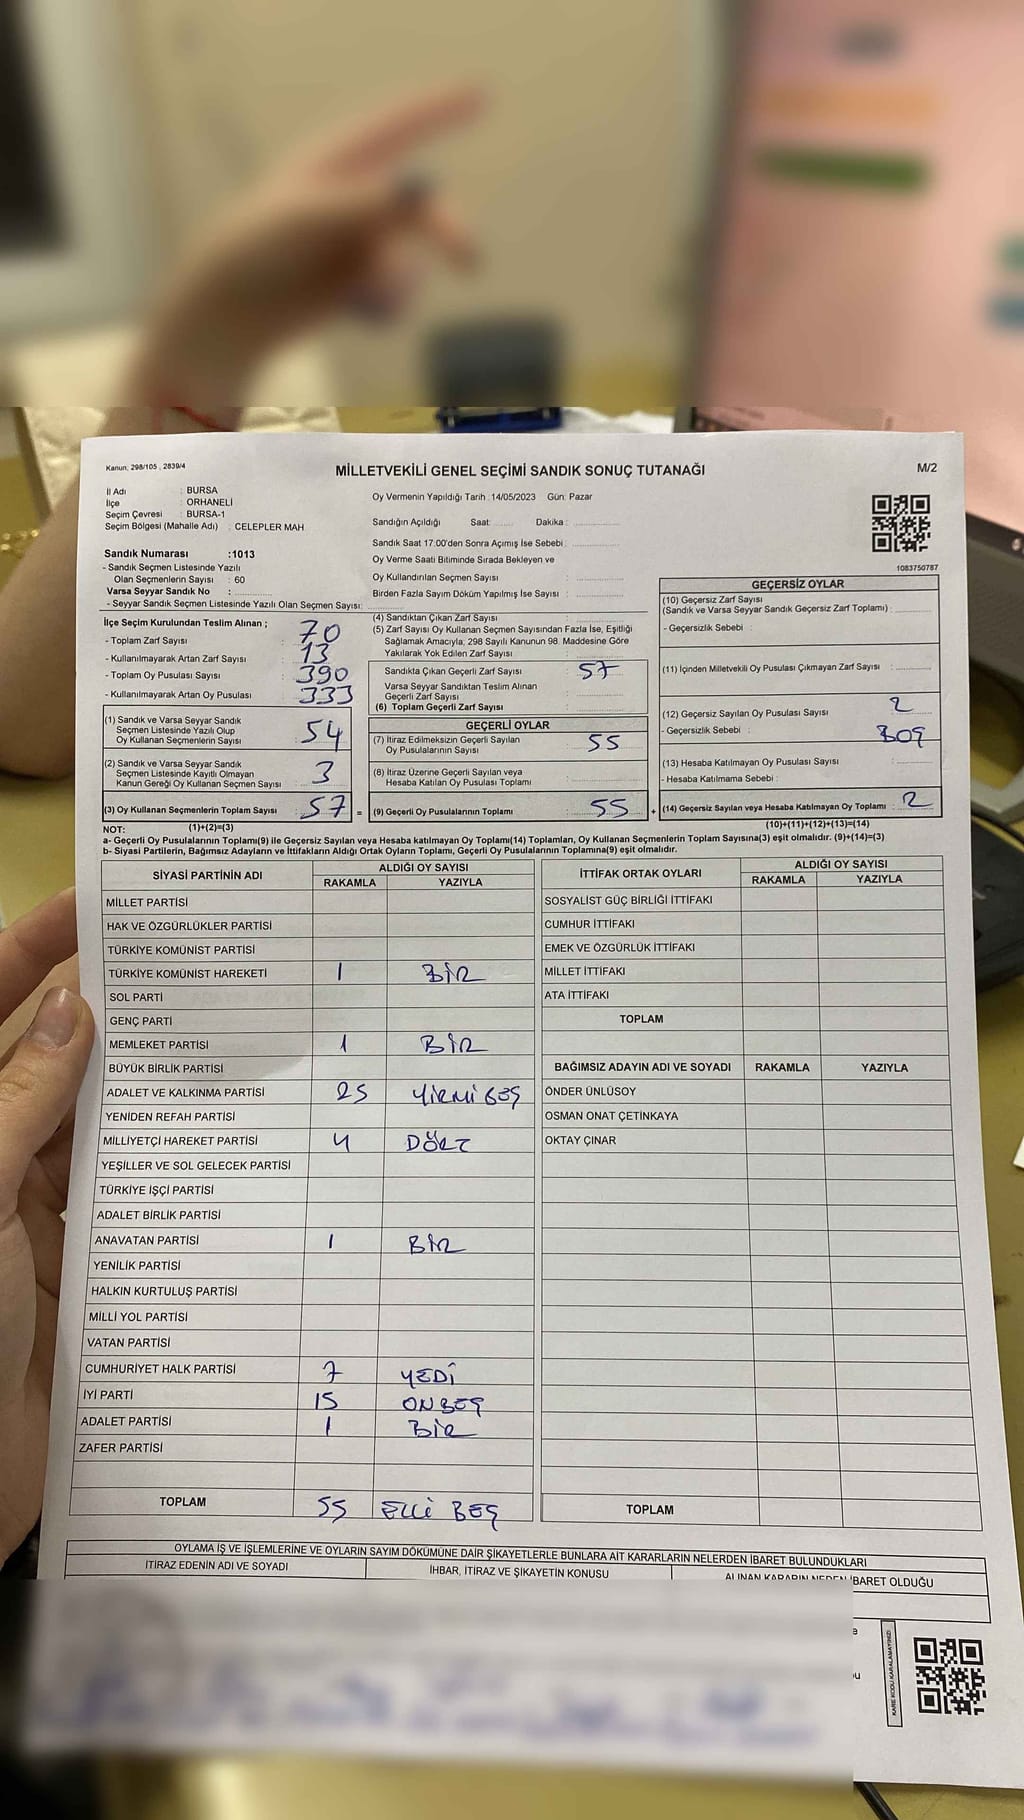 Kanun: 298/105 , 2839/4
MİLLETVEKİLİ GENEL SEÇİMİ SANDIK SONUÇ TUTANAĞI
M/2
İl Adı : BURSA
İlçe : ORHANELİ
Seçim Çevresi : BURSA-1
Seçim Bölgesi (Mahalle Adı) : CELEPLER MAH
Sandık Numarası :1013
- Sandık Seçmen Listesinde Yazılı
Olan Seçmenlerin Sayısı : 60
Varsa Seyyar Sandık No :
- Seyyar Sandık Seçmen Listesinde Yazılı Olan Seçmen Sayısı:
Oy Vermenin Yapıldığı Tarih :14/05/2023 Gün: Pazar
Sandığın Açıldığı Saat: Dakika :
Sandık Saat 17:00'den Sonra Açımış İse Sebebi :
Oy Verme Saati Bitiminde Sırada Bekleyen ve
Oy Kullandırılan Seçmen Sayısı :
Birden Fazla Sayım Döküm Yapılmış İse Sayısı :
1083750787
İlçe Seçim Kurulundan Teslim Alınan ;
- Toplam Zarf Sayısı : 70
- Kullanılmayarak Artan Zarf Sayısı : 13
- Toplam Oy Pusulası Sayısı : 390
- Kullanılmayarak Artan Oy Pusulası : 333
(1) Sandık ve Varsa Seyyar Sandık
Seçmen Listesinde Yazılı Olup
Oy Kullanan Seçmenlerin Sayısı : 54
(2) Sandık ve Varsa Seyyar Sandık
Seçmen Listesinde Kayıtlı Olmayan
Kanun Gereği Oy Kullanan Seçmen Sayısı : 3
(3) Oy Kullanan Seçmenlerin Toplam Sayısı : 57 =
(1)+(2)=(3)
(4) Sandıktan Çıkan Zarf Sayısı :
(5) Zarf Sayısı Oy Kullanan Seçmen Sayısından Fazla İse, Eşitliği
Sağlanmak Amacıyla, 298 Sayılı Kanunun 98. Maddesine Göre
Yakılarak Yok Edilen Zarf Sayısı :
Sandıkta Çıkan Geçerli Zarf Sayısı : 57
Varsa Seyyar Sandıktan Teslim Alınan
Geçerli Zarf Sayısı :
(6) Toplam Geçerli Zarf Sayısı :
GEÇERLİ OYLAR
(7) İtiraz Edilmeksizin Geçerli Sayılan
Oy Pusulalarının Sayısı : 55
(8) İtiraz Üzerine Geçerli Sayılan veya
Hesaba Katılan Oy Pusulası Toplamı :
(9) Geçerli Oy Pusulalarının Toplamı : 55 +
GEÇERSİZ OYLAR
(10) Geçersiz Zarf Sayısı
(Sandık ve Varsa Seyyar Sandık Geçersiz Zarf Toplamı) :
- Geçersizlik Sebebi :
(11) İçinden Milletvekili Oy Pusulası Çıkmayan Zarf Sayısı :
(12) Geçersiz Sayılan Oy Pusulası Sayısı : 2
- Geçersizlik Sebebi : BOŞ
(13) Hesaba Katılmayan Oy Pusulası Sayısı :
- Hesaba Katılmama Sebebi :
(14) Geçersiz Sayılan veya Hesaba Katılmayan Oy Toplamı : 2
(10)+(11)+(12)+(13)=(14)
NOT:
a- Geçerli Oy Pusulaların Toplamı(9) ile Geçersiz Sayılan veya Hesaba katılmayan Oy Toplamı(14) Toplamları, Oy Kullanan Seçmenlerin Toplam Sayısına(3) eşit olmalıdır. (9)+(14)=(3)
b- Siyasi Partilerin, Bağımsız Adayların ve İttifakların Aldığı Ortak Oyların Toplamı, Geçerli Oy Pusulalarının Toplamına(9) eşit olmalıdır.
SİYASİ PARTİNİN ADI ALDIĞI OY SAYISI
RAKAMLA YAZIYLA
MİLLET PARTİSİ
HAK VE ÖZGÜRLÜKLER PARTİSİ
TÜRKİYE KOMÜNİST PARTİSİ
TÜRKİYE KOMÜNİST HAREKETİ 1 BİR
SOL PARTİ
GENÇ PARTİ
MEMLEKET PARTİSİ 1 BİR
BÜYÜK BİRLİK PARTİSİ
ADALET VE KALKINMA PARTİSİ 25 YİRMİ BEŞ
YENİDEN REFAH PARTİSİ
MİLLİYETÇİ HAREKET PARTİSİ 4 DÖRT
YEŞİLLER VE SOL GELECEK PARTİSİ
TÜRKİYE İŞÇİ PARTİSİ
ADALET BİRLİK PARTİSİ
ANAVATAN PARTİSİ 1 BİR
YENİLİK PARTİSİ
HALKIN KURTULUŞ PARTİSİ
MİLLİ YOL PARTİSİ
VATAN PARTİSİ
CUMHURİYET HALK PARTİSİ 7 YEDİ
İYİ PARTİ 15 ONBEŞ
ADALET PARTİSİ 1 BİR
ZAFER PARTİSİ
TOPLAM 55 ELLİ BEŞ
İTTİFAK ORTAK OYLARI ALDIĞI OY SAYISI
RAKAMLA YAZIYLA
SOSYALİST GÜÇ BİRLİĞİ İTTİFAKI
CUMHUR İTTİFAKI
EMEK VE ÖZGÜRLÜK İTTİFAKI
MİLLET İTTİFAKI
ATA İTTİFAKI
TOPLAM
BAĞIMSIZ ADAYIN ADI VE SOYADI RAKAMLA YAZIYLA
ÖNDER ÜNLÜSOY
OSMAN ONAT ÇETİNKAYA
OKTAY ÇINAR
TOPLAM
OYLAMA İŞ VE İŞLEMLERİNE VE OYLARIN SAYIM DÖKÜMÜNE DAİR ŞİKAYETLERLE BUNLARA AİT KARARLARIN NELERDEN İBARET BULUNDUKLARI
İTİRAZ EDENİN ADI VE SOYADI İHBAR, İTİRAZ VE ŞİKAYETİN KONUSU ALINAN KARARIN NEDEN İBARET OLDUĞU
KARE KODU KARALAMAYINIZ!